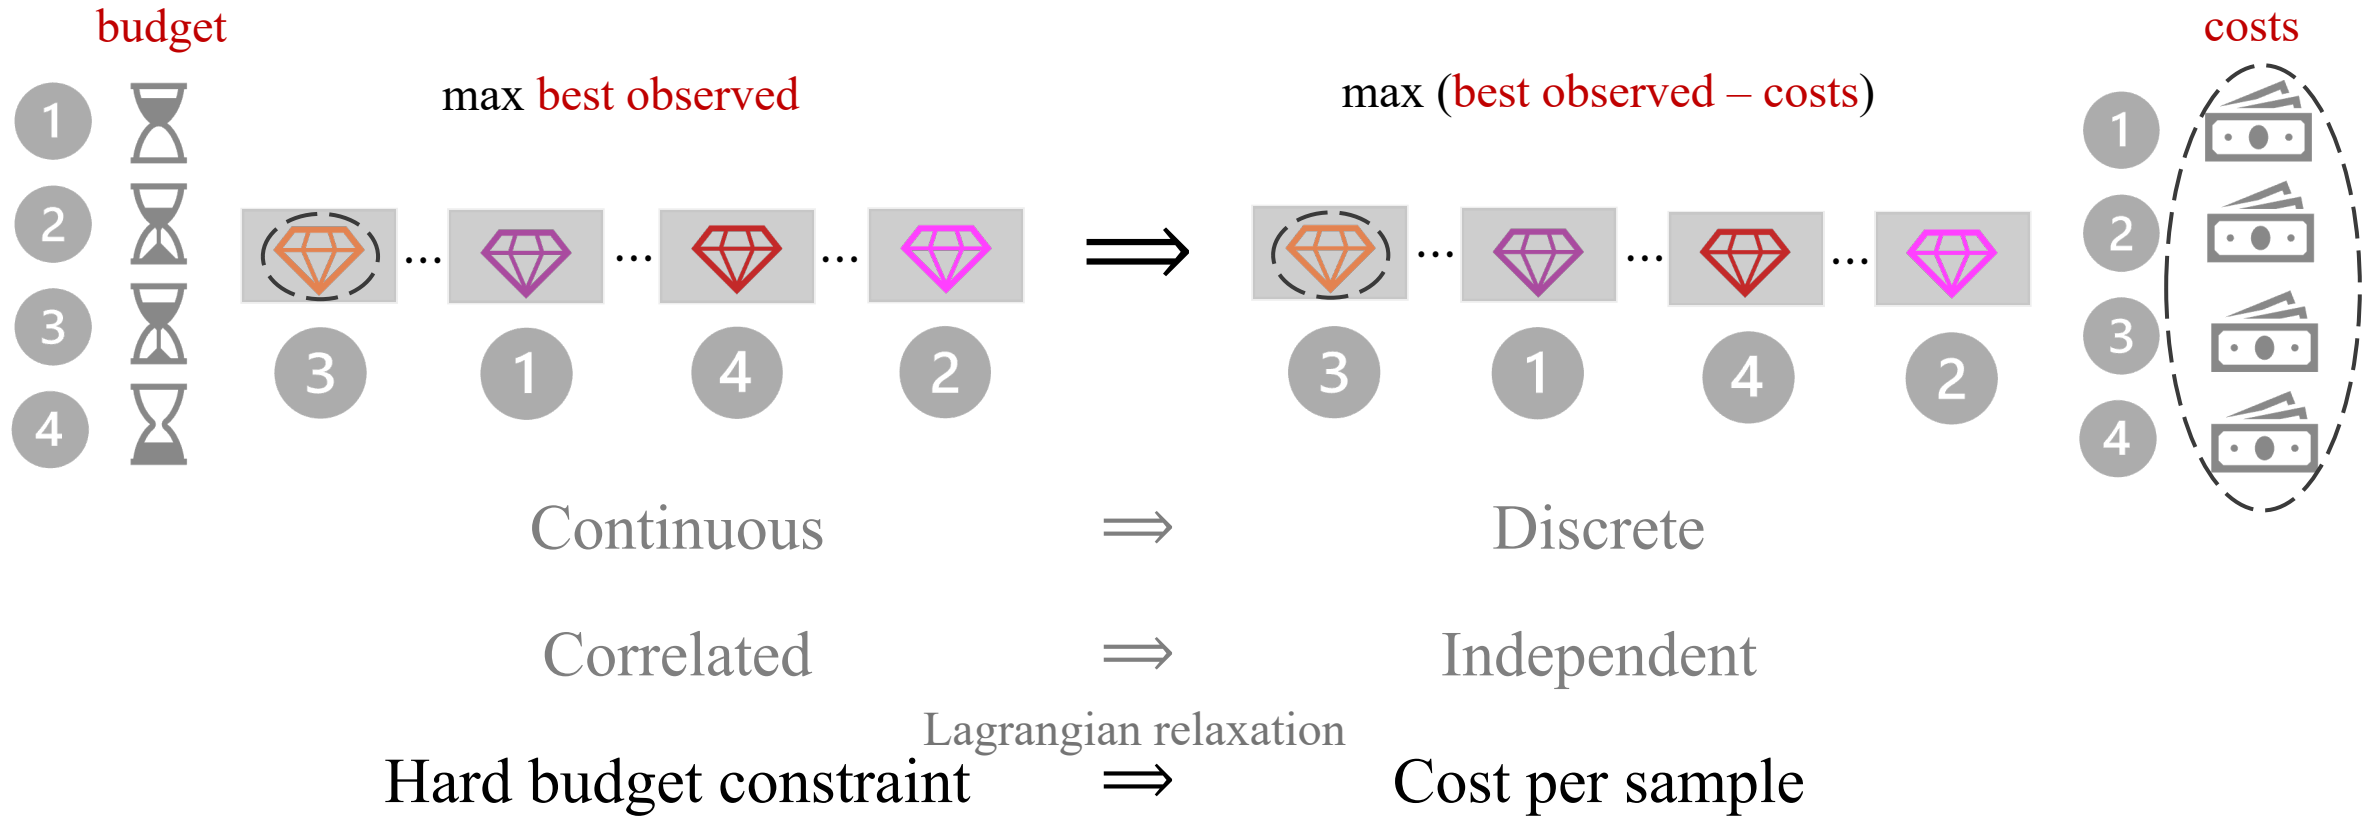 budget
costs
max best observed
max (best observed – costs)
1
2
3
4
... ... ...
3 1 4 2
⟹
... ... ...
3 1 4 2
1
2
3
4
Continuous ⟹ Discrete
Correlated ⟹ Independent
Lagrangian relaxation
Hard budget constraint ⟹ Cost per sample